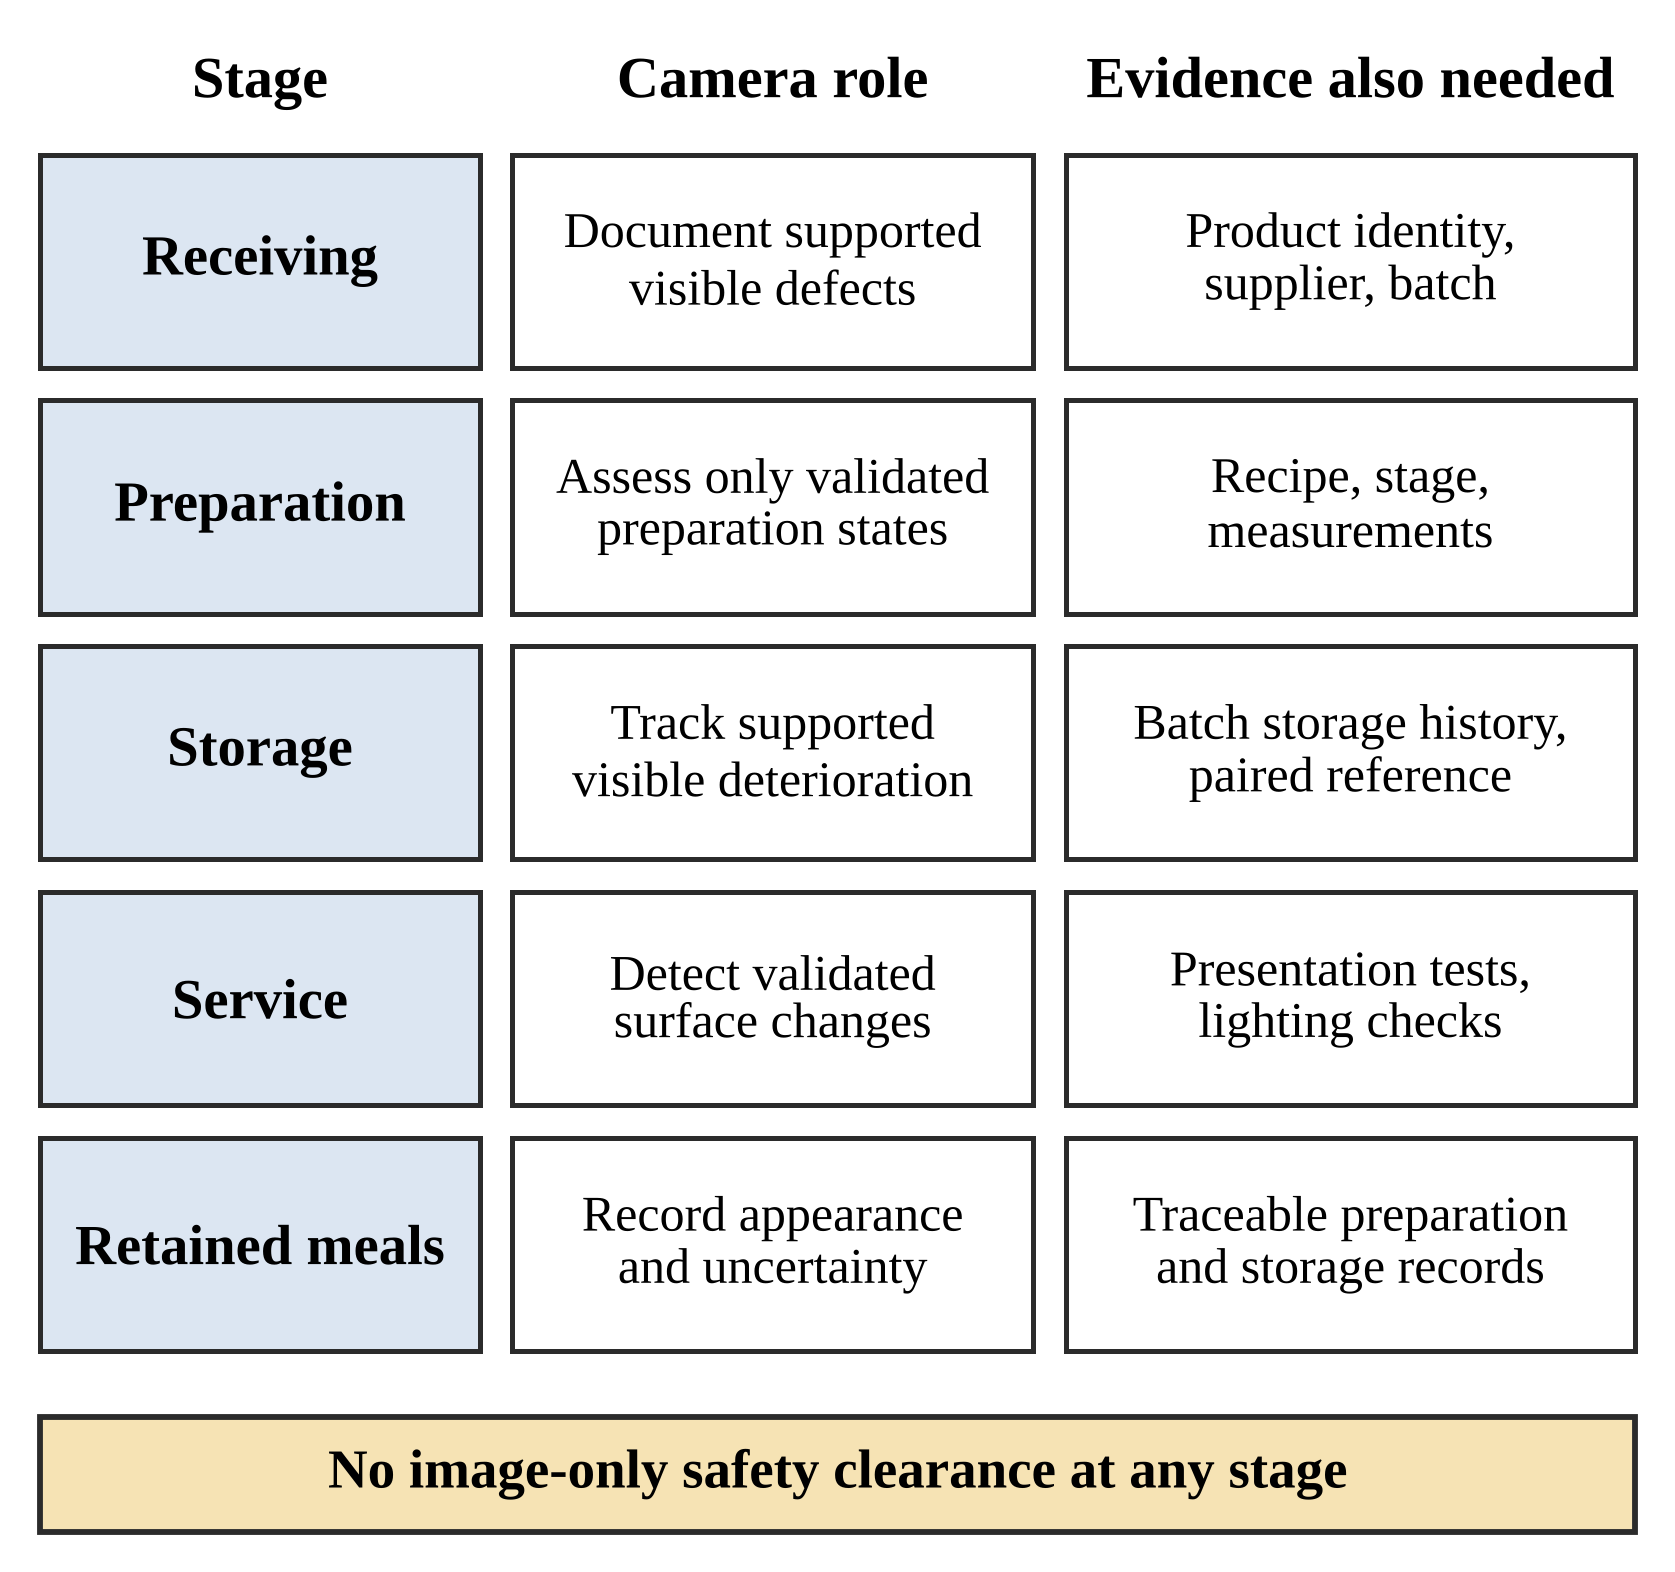 Stage
Camera role
Evidence also needed
Receiving
Document supported
visible defects
Product identity,
supplier, batch
Preparation
Assess only validated
preparation states
Recipe, stage,
measurements
Storage
Track supported
visible deterioration
Batch storage history,
paired reference
Service
Detect validated
surface changes
Presentation tests,
lighting checks
Retained meals
Record appearance
and uncertainty
Traceable preparation
and storage records
No image-only safety clearance at any stage